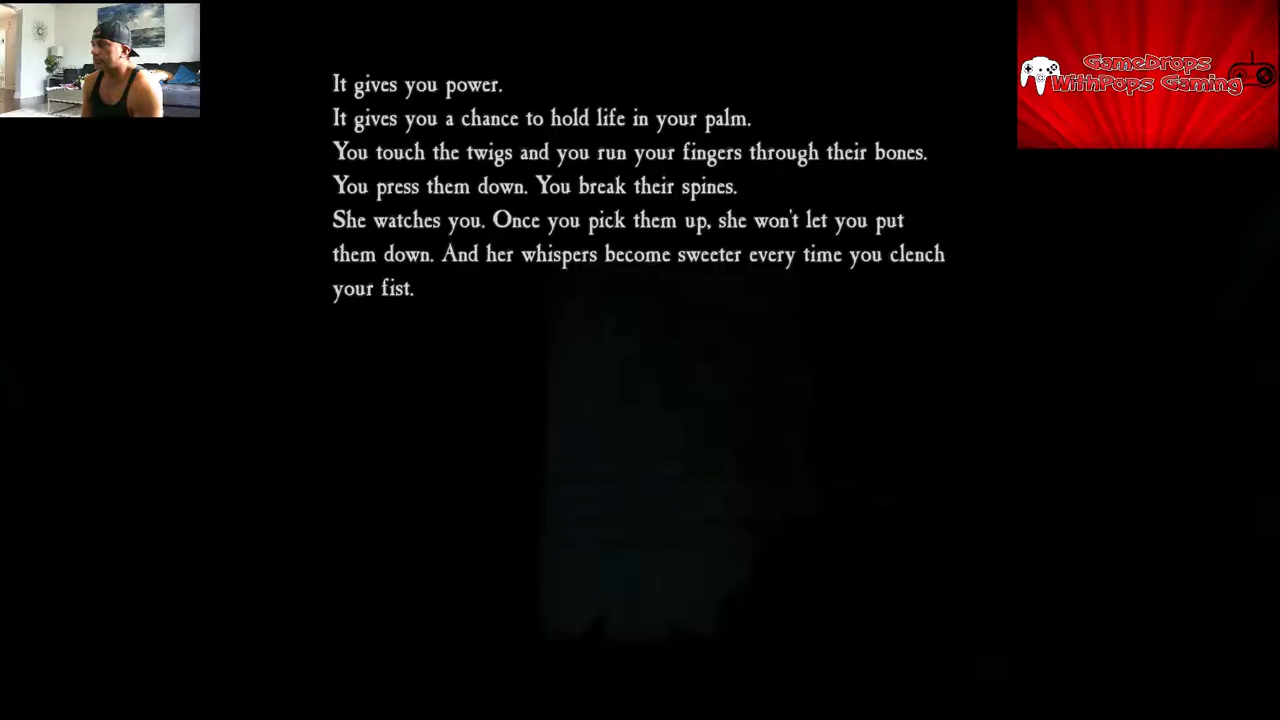 GameDrops
WithPops Gaming
It gives you power.
It gives you a chance to hold life in your palm.
You touch the twigs and you run your fingers through their bones.
You press them down. You break their spines.
She watches you. Once you pick them up, she won't let you put
them down. And her whispers become sweeter every time you clench
your fist.